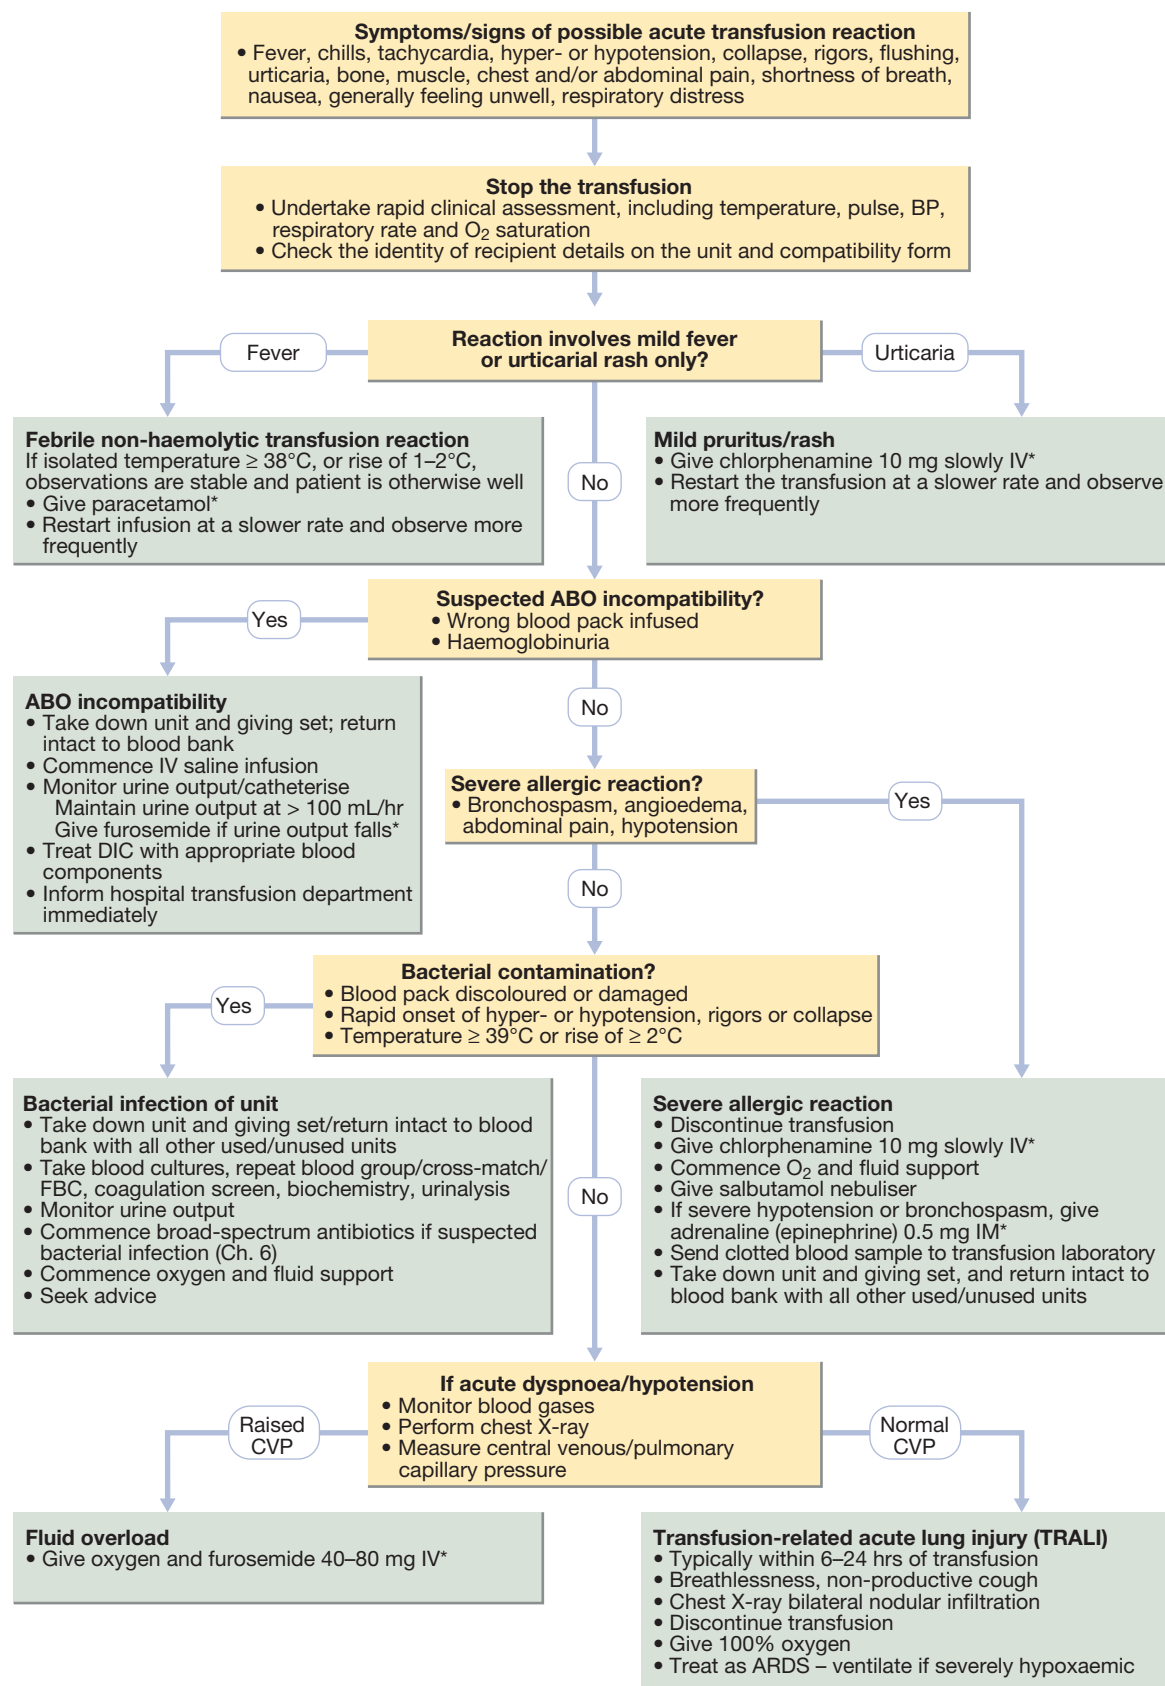 Symptoms/signs of possible acute transfusion reaction
• Fever, chills, tachycardia, hyper- or hypotension, collapse, rigors, flushing,
urticaria, bone, muscle, chest and/or abdominal pain, shortness of breath,
nausea, generally feeling unwell, respiratory distress
Stop the transfusion
• Undertake rapid clinical assessment, including temperature, pulse, BP,
respiratory rate and O₂ saturation
• Check the identity of recipient details on the unit and compatibility form
Reaction involves mild fever
or urticarial rash only?
Fever
Urticaria
Febrile non-haemolytic transfusion reaction
If isolated temperature ≥ 38°C, or rise of 1–2°C,
observations are stable and patient is otherwise well
• Give paracetamol*
• Restart infusion at a slower rate and observe more
frequently
No
Mild pruritus/rash
• Give chlorphenamine 10 mg slowly IV*
• Restart the transfusion at a slower rate and observe
more frequently
Suspected ABO incompatibility?
• Wrong blood pack infused
• Haemoglobinuria
Yes
ABO incompatibility
• Take down unit and giving set; return
intact to blood bank
• Commence IV saline infusion
• Monitor urine output/catheterise
Maintain urine output at > 100 mL/hr
Give furosemide if urine output falls*
• Treat DIC with appropriate blood
components
• Inform hospital transfusion department
immediately
No
Severe allergic reaction?
• Bronchospasm, angioedema,
abdominal pain, hypotension
Yes
No
Bacterial contamination?
• Blood pack discoloured or damaged
• Rapid onset of hyper- or hypotension, rigors or collapse
• Temperature ≥ 39°C or rise of ≥ 2°C
Yes
Bacterial infection of unit
• Take down unit and giving set/return intact to blood
bank with all other used/unused units
• Take blood cultures, repeat blood group/cross-match/
FBC, coagulation screen, biochemistry, urinalysis
• Monitor urine output
• Commence broad-spectrum antibiotics if suspected
bacterial infection (Ch. 6)
• Commence oxygen and fluid support
• Seek advice
No
Severe allergic reaction
• Discontinue transfusion
• Give chlorphenamine 10 mg slowly IV*
• Commence O₂ and fluid support
• Give salbutamol nebuliser
• If severe hypotension or bronchospasm, give
adrenaline (epinephrine) 0.5 mg IM*
• Send clotted blood sample to transfusion laboratory
• Take down unit and giving set, and return intact to
blood bank with all other used/unused units
If acute dyspnoea/hypotension
• Monitor blood gases
• Perform chest X-ray
• Measure central venous/pulmonary
capillary pressure
Raised
CVP
Normal
CVP
Fluid overload
• Give oxygen and furosemide 40–80 mg IV*
Transfusion-related acute lung injury (TRALI)
• Typically within 6–24 hrs of transfusion
• Breathlessness, non-productive cough
• Chest X-ray bilateral nodular infiltration
• Discontinue transfusion
• Give 100% oxygen
• Treat as ARDS – ventilate if severely hypoxaemic